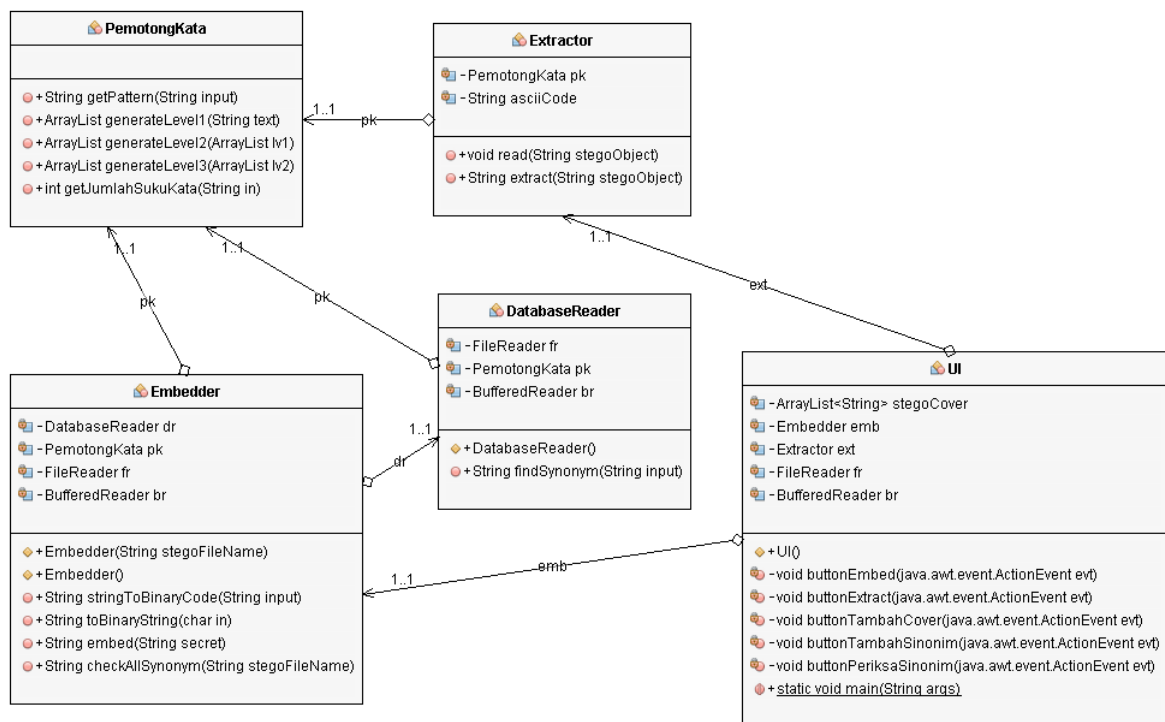 PemotongKata
+String getPattern(String input)
+ArrayList generateLevel1(String text)
+ArrayList generateLevel2(ArrayList lv1)
+ArrayList generateLevel3(ArrayList lv2)
+int getJumlahSukuKata(String in)
Extractor
-PemotongKata pk
-String asciiCode
+void read(String stegoObject)
+String extract(String stegoObject)
1..1
pk
1..1
pk
1..1
pk
1..1
ext
DatabaseReader
-FileReader fr
-PemotongKata pk
-BufferedReader br
+DatabaseReader()
+String findSynonym(String input)
Embedder
-DatabaseReader dr
-PemotongKata pk
-FileReader fr
-BufferedReader br
+Embedder(String stegoFileName)
+Embedder()
+String stringToBinaryCode(String input)
+String toBinaryString(char in)
+String embed(String secret)
+String checkAllSynonym(String stegoFileName)
1..1
dr
1..1
emb
UI
-ArrayList<String> stegoCover
-Embedder emb
-Extractor ext
-FileReader fr
-BufferedReader br
+UI()
-void buttonEmbed(java.awt.event.ActionEvent evt)
-void buttonExtract(java.awt.event.ActionEvent evt)
-void buttonTambahCover(java.awt.event.ActionEvent evt)
-void buttonTambahSinonim(java.awt.event.ActionEvent evt)
-void buttonPeriksaSinonim(java.awt.event.ActionEvent evt)
+static void main(String args)